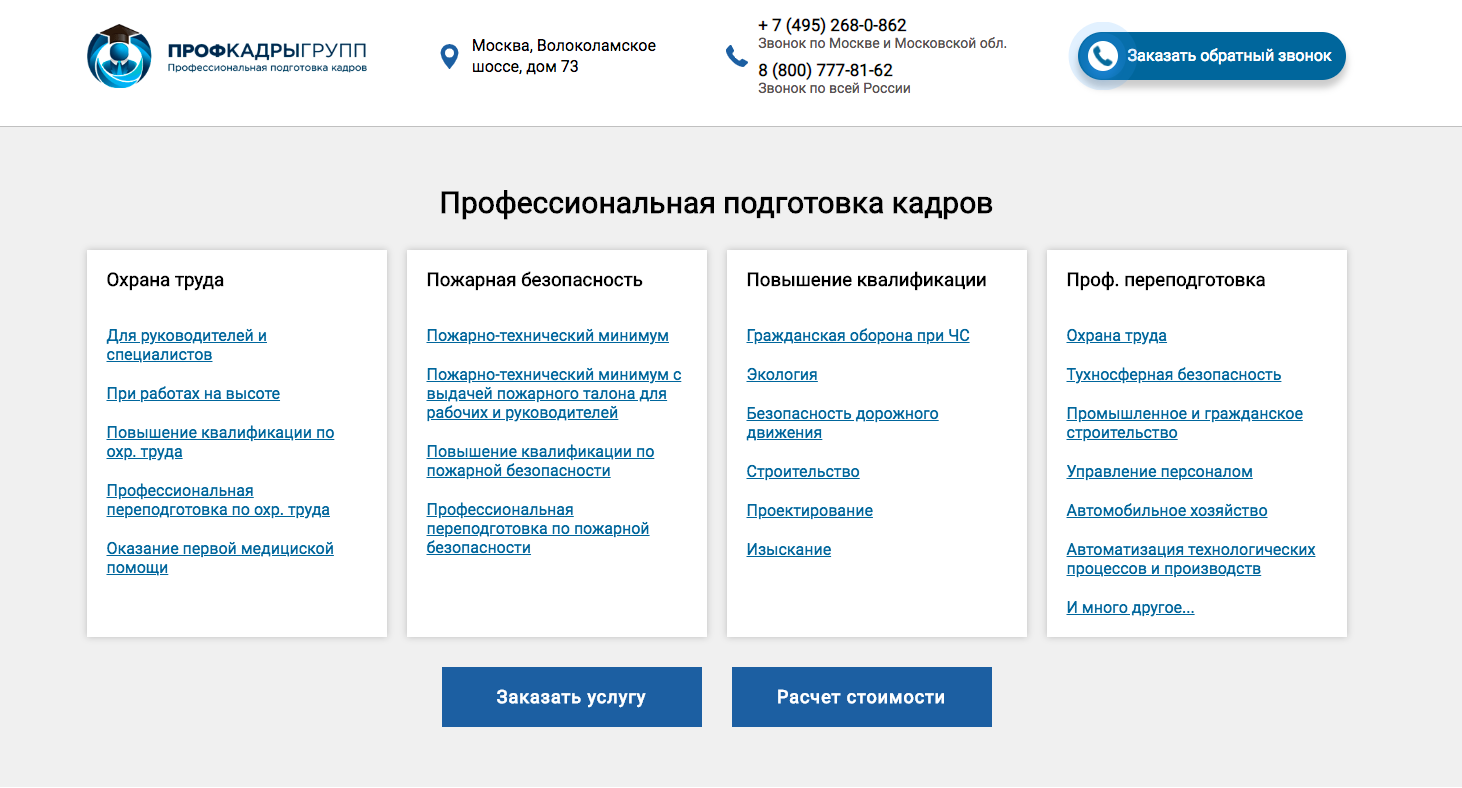 ПРОФКАДРЫГРУПП
Профессиональная подготовка кадров
Москва, Волоколамское
шоссе, дом 73
+ 7 (495) 268-0-862
Звонок по Москве и Московской обл.
8 (800) 777-81-62
Звонок по всей России
Заказать обратный звонок
Профессиональная подготовка кадров
Охрана труда
Для руководителей и
специалистов
При работах на высоте
Повышение квалификации по
охр. труда
Профессиональная
переподготовка по охр. труда
Оказание первой медициской
помощи
Пожарная безопасность
Пожарно-технический минимум
Пожарно-технический минимум с
выдачей пожарного талона для
рабочих и руководителей
Повышение квалификации по
пожарной безопасности
Профессиональная
переподготовка по пожарной
безопасности
Повышение квалификации
Гражданская оборона при ЧС
Экология
Безопасность дорожного
движения
Строительство
Проектирование
Изыскание
Проф. переподготовка
Охрана труда
Тухносферная безопасность
Промышленное и гражданское
строительство
Управление персоналом
Автомобильное хозяйство
Автоматизация технологических
процессов и производств
И много другое...
Заказать услугу
Расчет стоимости